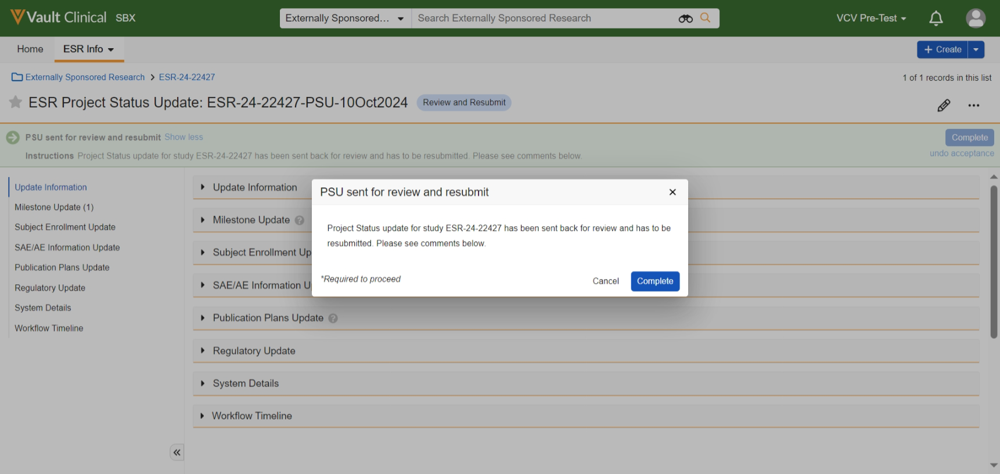 Vault Clinical SBX
Externally Sponsored...
Search Externally Sponsored Research
VCV Pre-Test
Home
ESR Info
+ Create
Externally Sponsored Research > ESR-24-22427
1 of 1 records in this list
ESR Project Status Update: ESR-24-22427-PSU-10Oct2024
Review and Resubmit
PSU sent for review and resubmit Show less
Complete
Instructions Project Status update for study ESR-24-22427 has been sent back for review and has to be resubmitted. Please see comments below.
undo acceptance
Update Information
Milestone Update (1)
Subject Enrollment Update
SAE/AE Information Update
Publication Plans Update
Regulatory Update
System Details
Workflow Timeline
Update Information
Milestone Update ?
Subject Enrollment Up
SAE/AE Information U
Publication Plans Update ?
Regulatory Update
System Details
Workflow Timeline
PSU sent for review and resubmit
Project Status update for study ESR-24-22427 has been sent back for review and has to be
resubmitted. Please see comments below.
*Required to proceed
Cancel
Complete